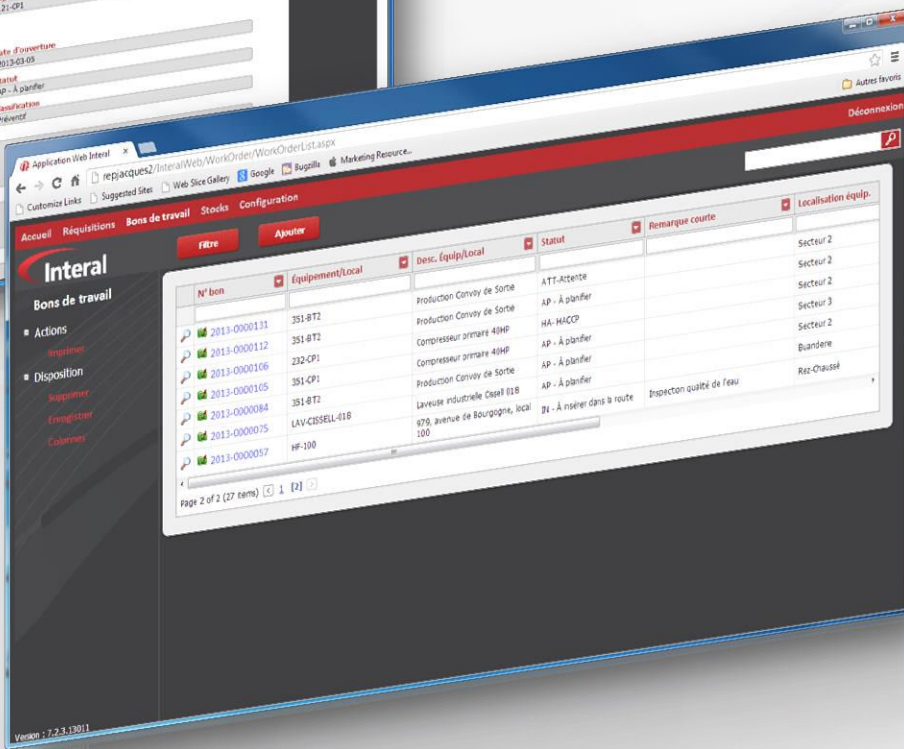 21-CP1
ate d'ouverture
2013-03-05
tatut
AP - À planifier
lassification
Préventif
Application Web Interal
repjacques2/InteralWeb/WorkOrder/WorkOrderList.aspx
Autres favoris
Customize Links Suggested Sites Web Slice Gallery Google Bugzilla Marketing Resource...
Déconnexion
Accueil Réquisitions Bons de travail Stocks Configuration
Interal
Filtre Ajouter
Bons de travail
Actions
Imprimer
Disposition
Supprimer
Enregistrer
Colonnes
N° bon Équipement/Local Desc. Équip/Local Statut Remarque courte Localisation équip.
2013-0000131 351-BT2 Production Convoy de Sortie ATT-Attente Secteur 2
2013-0000112 351-BT2 Production Convoy de Sortie AP - À planifier Secteur 2
2013-0000106 232-CP1 Compresseur primaire 40HP HA- HACCP Secteur 2
2013-0000105 351-CP1 Compresseur primaire 40HP AP - À planifier Secteur 3
2013-0000084 351-BT2 Production Convoy de Sortie AP - À planifier Secteur 2
2013-0000075 LAV-CISSELL-01B Laveuse industrielle Cissell 01B AP - À planifier Buanderie
2013-0000057 HF-100 979, avenue de Bourgogne, local 100 IN - À insérer dans la route Inspection qualité de l'eau Rez-Chaussé
Page 2 of 2 (27 items) 1 [2]
Version : 7.2.3.13011